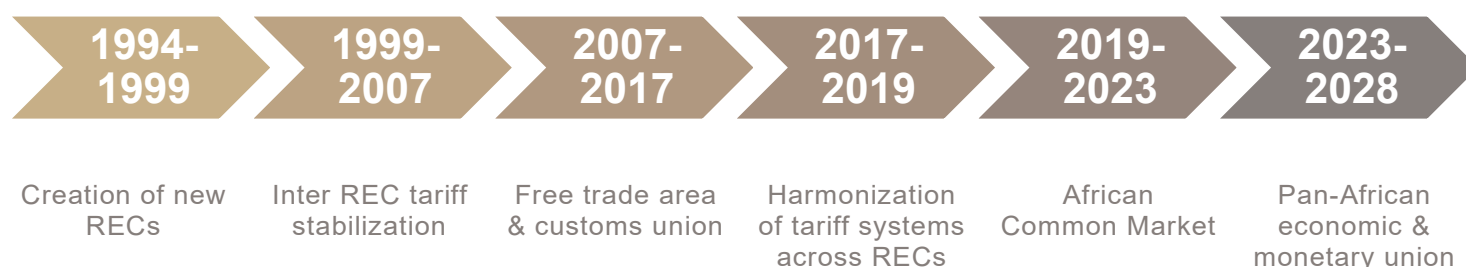 1994-
1999
1999-
2007
2007-
2017
2017-
2019
2019-
2023
2023-
2028
Creation of new
RECs
Inter REC tariff
stabilization
Free trade area
& customs union
Harmonization
of tariff systems
across RECs
African
Common Market
Pan-African
economic &
monetary union